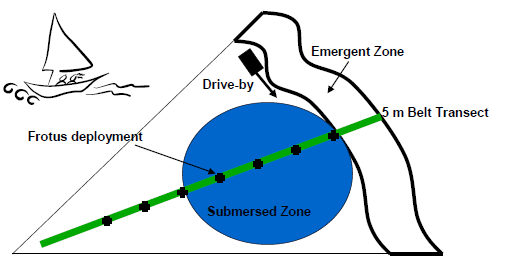 Emergent Zone
Drive-by
5 m Belt Transect
Frotus deployment
Submersed Zone